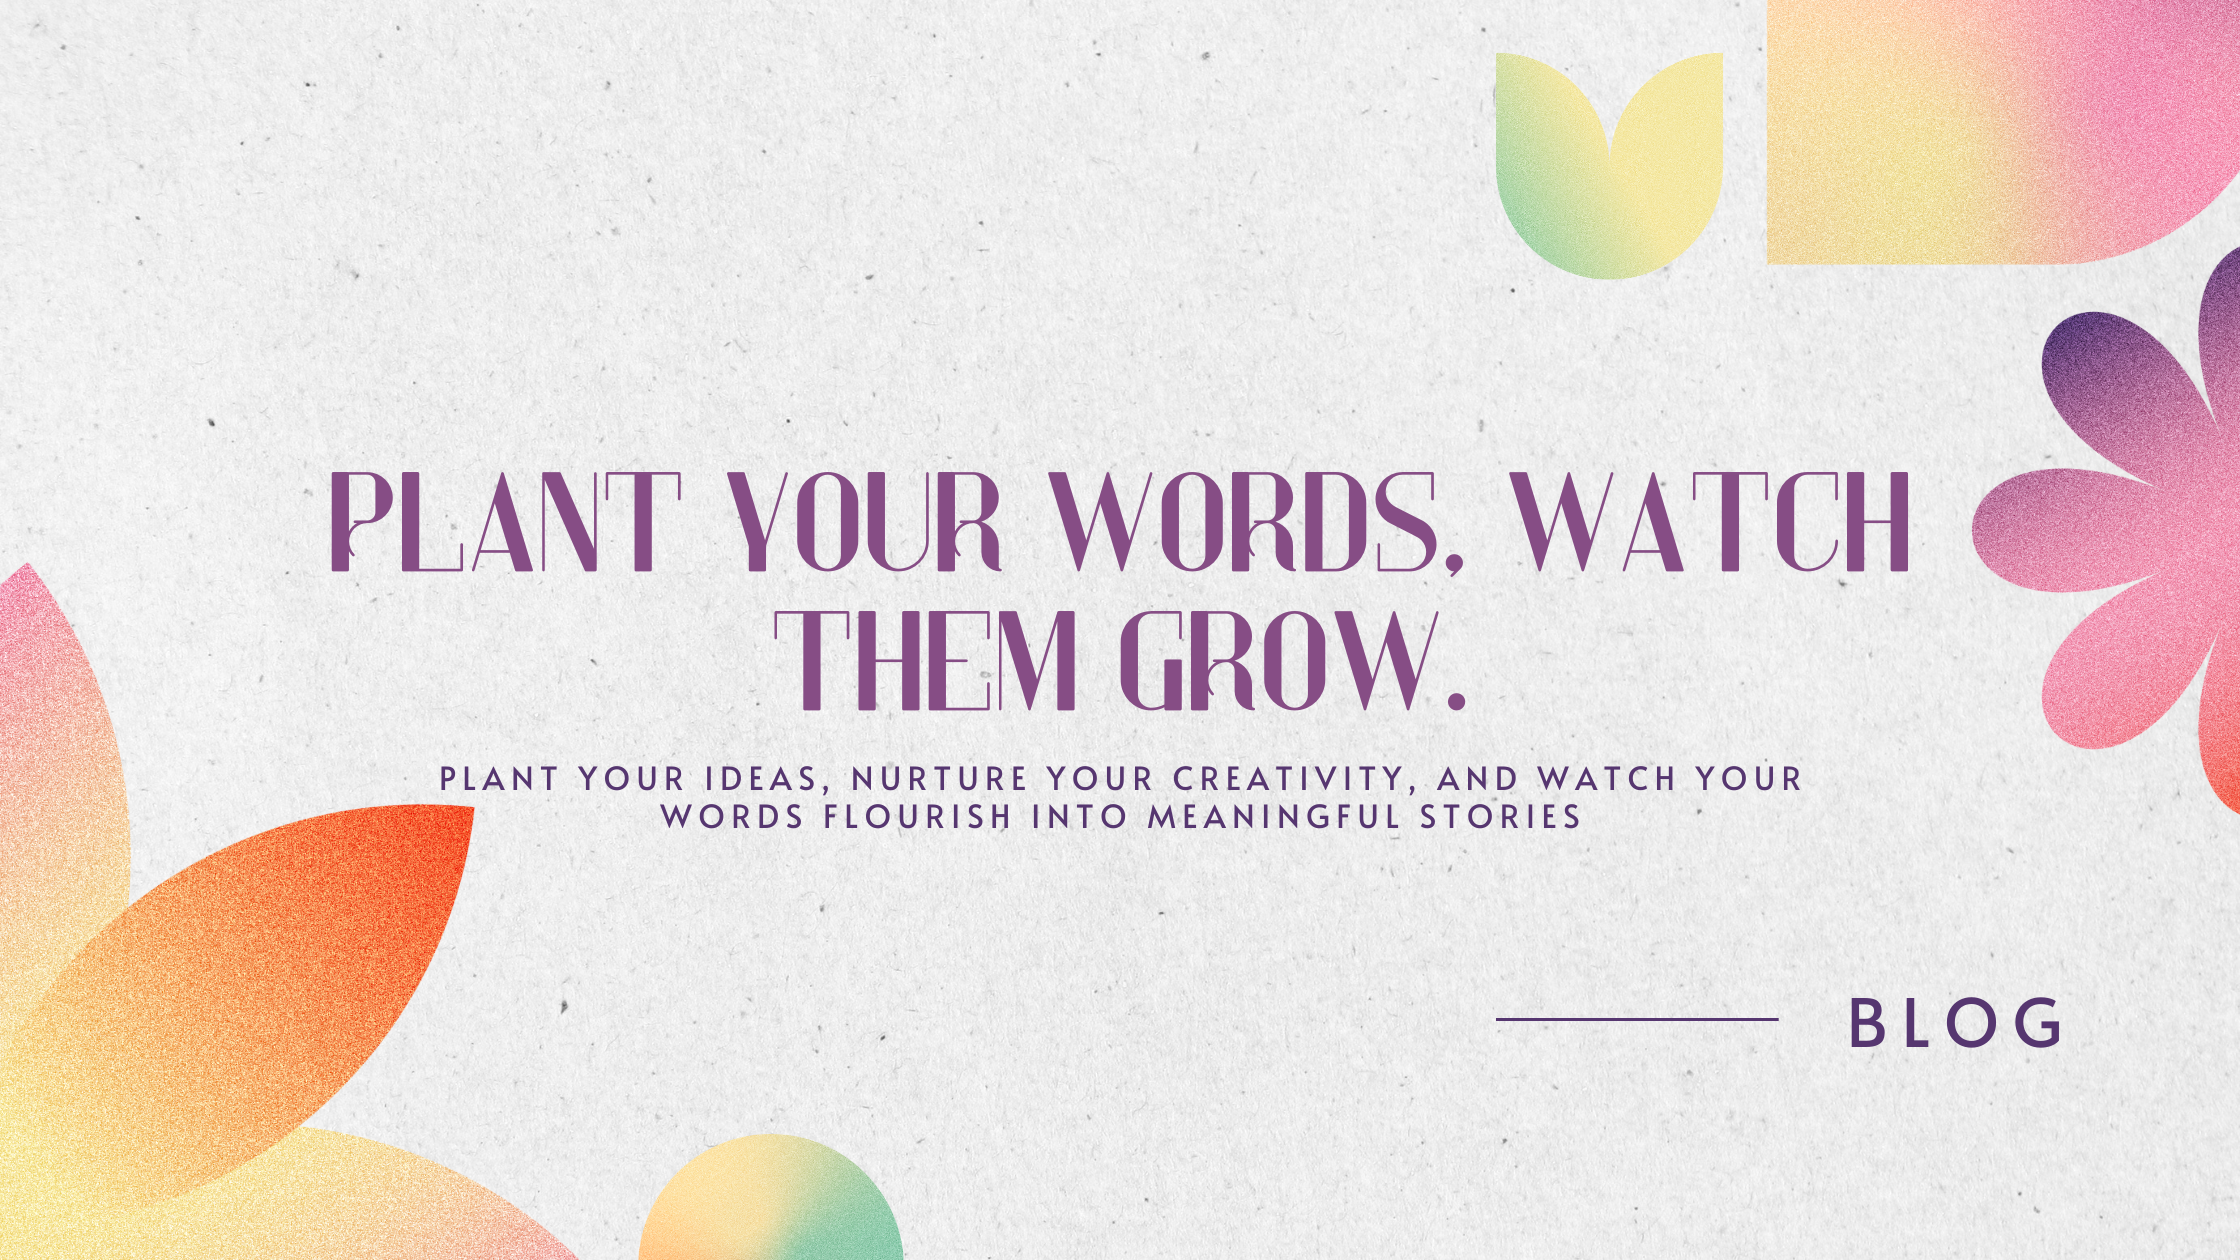 PLANT YOUR WORDS, WATCH
THEM GROW.
PLANT YOUR IDEAS, NURTURE YOUR CREATIVITY, AND WATCH YOUR
WORDS FLOURISH INTO MEANINGFUL STORIES
BLOG